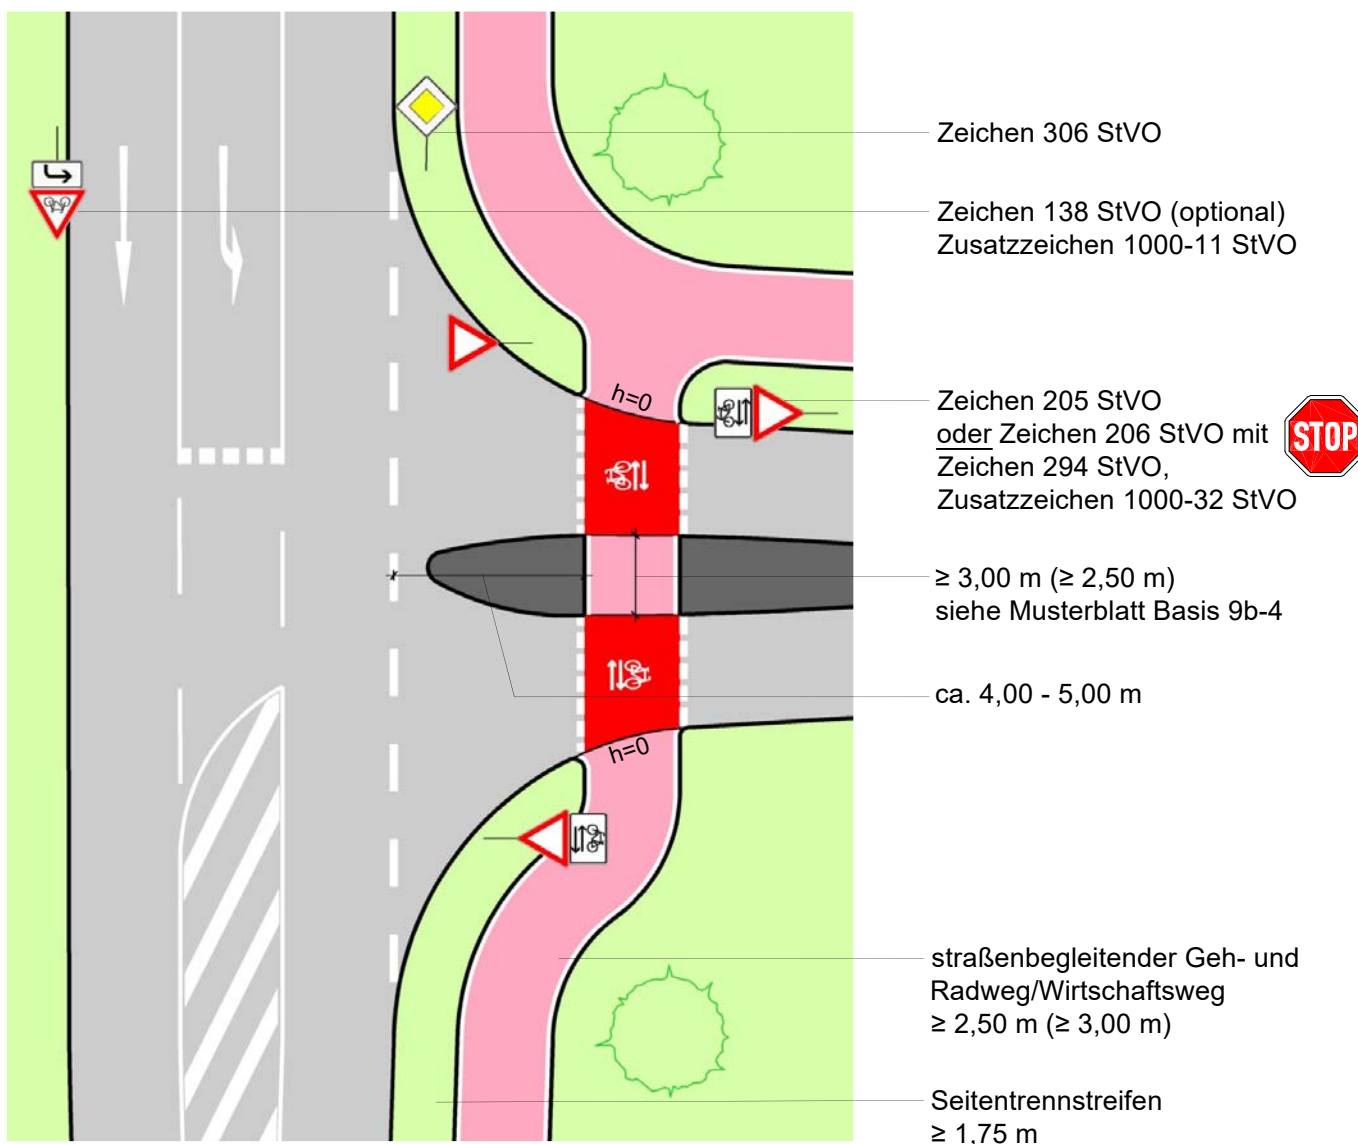 Zeichen 306 StVO
Zeichen 138 StVO (optional)
Zusatzzeichen 1000-11 StVO
h=0
Zeichen 205 StVO
oder Zeichen 206 StVO mit
Zeichen 294 StVO,
Zusatzzeichen 1000-32 StVO
STOP
≥ 3,00 m (≥ 2,50 m)
siehe Musterblatt Basis 9b-4
ca. 4,00 - 5,00 m
h=0
straßenbegleitender Geh- und
Radweg/Wirtschaftsweg
≥ 2,50 m (≥ 3,00 m)
Seitentrennstreifen
≥ 1,75 m